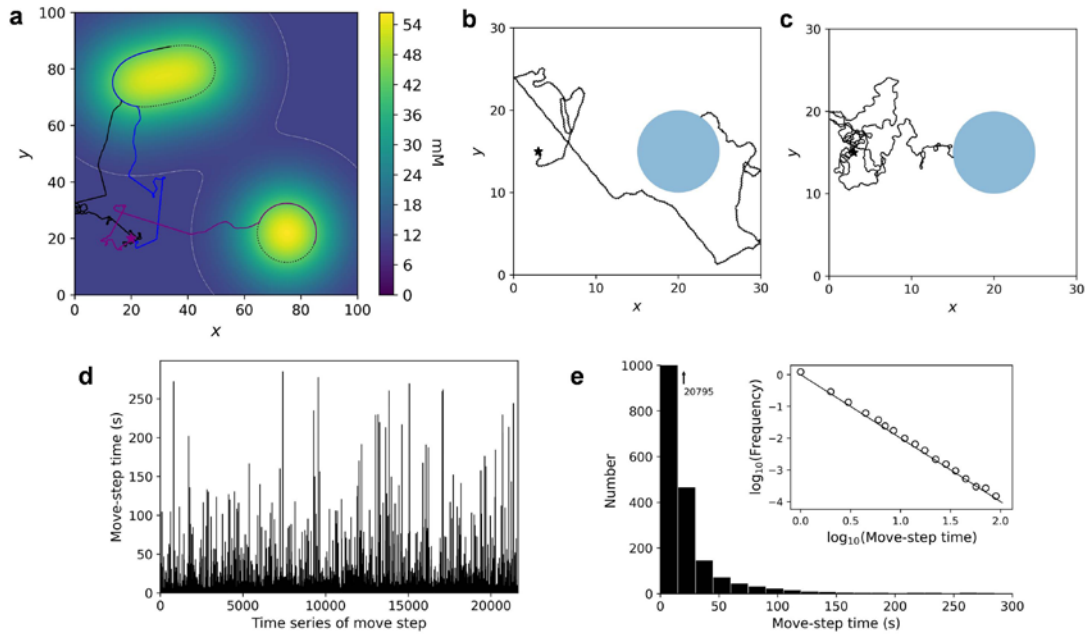 a
100
80
60
40
20
0
0 20 40 60 80 100
y
x
54
48
42
36
30
24
18
12
6
0
mM
b
30
20
10
0
0 10 20 30
y
x
c
30
20
10
0
0 10 20 30
y
x
d
250
200
150
100
50
0
0 5000 10000 15000 20000
Move-step time (s)
Time series of move step
e
1000
800
600
400
200
0
0 50 100 150 200 250 300
Number
Move-step time (s)
20795
0
−1
−2
−3
−4
0.0 0.5 1.0 1.5 2.0
log₁₀(Frequency)
log₁₀(Move-step time)